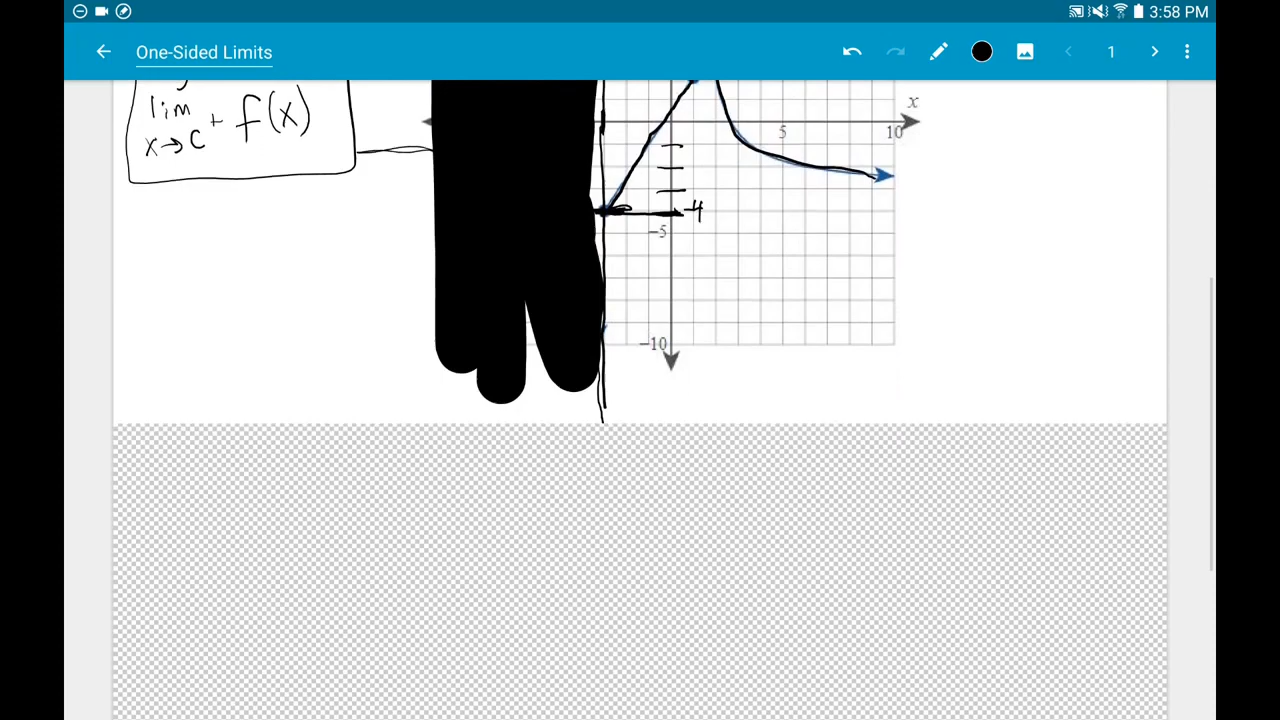 3:58 PM
One-Sided Limits
1
lim
x→c⁺ f(x)
x
5
10
-4
−5
−10